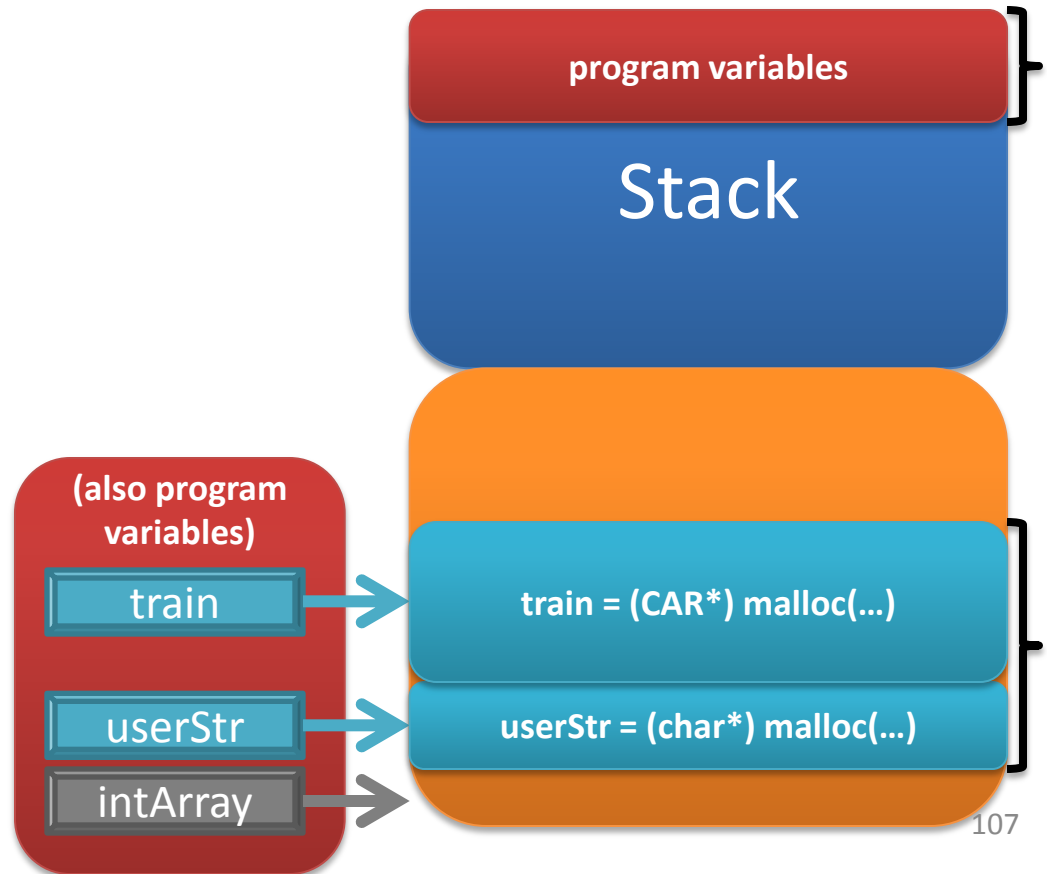 program variables
Stack
(also program
variables)
train
train = (CAR*) malloc(…)
userStr
userStr = (char*) malloc(…)
intArray
107